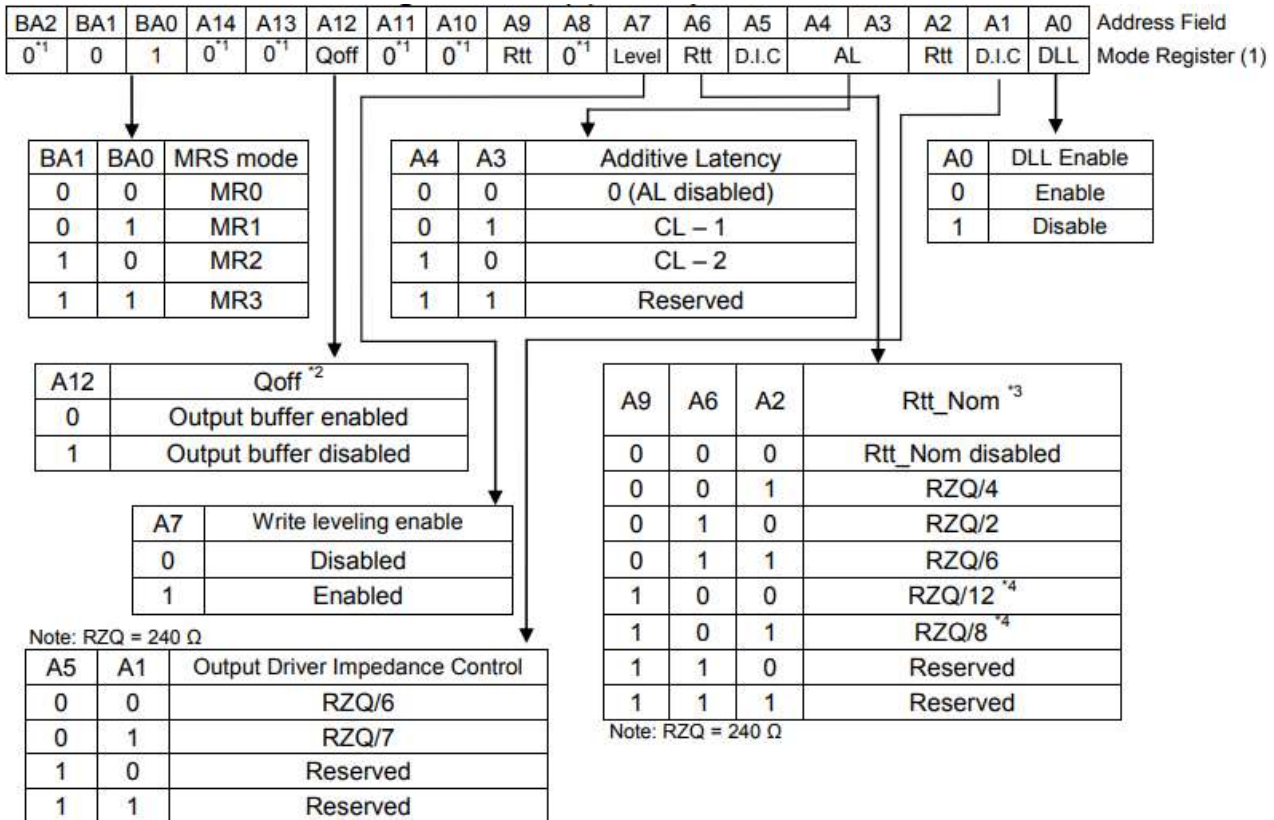 BA2 BA1 BA0 A14 A13 A12 A11 A10 A9 A8 A7 A6 A5 A4 A3 A2 A1 A0 Address Field
0*1 0 1 0*1 0*1 Qoff 0*1 0*1 Rtt 0*1 Level Rtt D.I.C AL Rtt D.I.C DLL Mode Register (1)
BA1 BA0 MRS mode
0 0 MR0
0 1 MR1
1 0 MR2
1 1 MR3
A4 A3 Additive Latency
0 0 0 (AL disabled)
0 1 CL – 1
1 0 CL – 2
1 1 Reserved
A0 DLL Enable
0 Enable
1 Disable
A12 Qoff *2
0 Output buffer enabled
1 Output buffer disabled
A7 Write leveling enable
0 Disabled
1 Enabled
A9 A6 A2 Rtt_Nom *3
0 0 0 Rtt_Nom disabled
0 0 1 RZQ/4
0 1 0 RZQ/2
0 1 1 RZQ/6
1 0 0 RZQ/12 *4
1 0 1 RZQ/8 *4
1 1 0 Reserved
1 1 1 Reserved
Note: RZQ = 240 Ω
Note: RZQ = 240 Ω
A5 A1 Output Driver Impedance Control
0 0 RZQ/6
0 1 RZQ/7
1 0 Reserved
1 1 Reserved